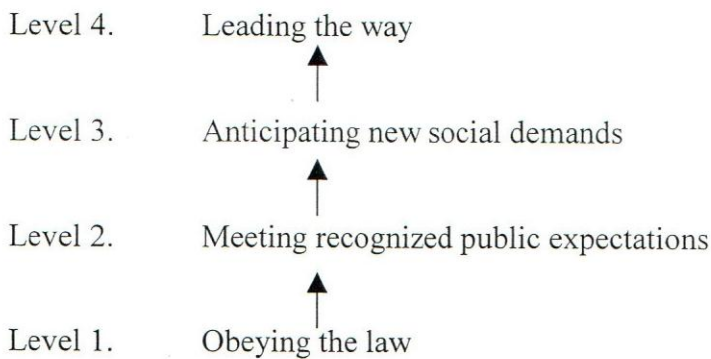 Level 4. Leading the way
Level 3. Anticipating new social demands
Level 2. Meeting recognized public expectations
Level 1. Obeying the law